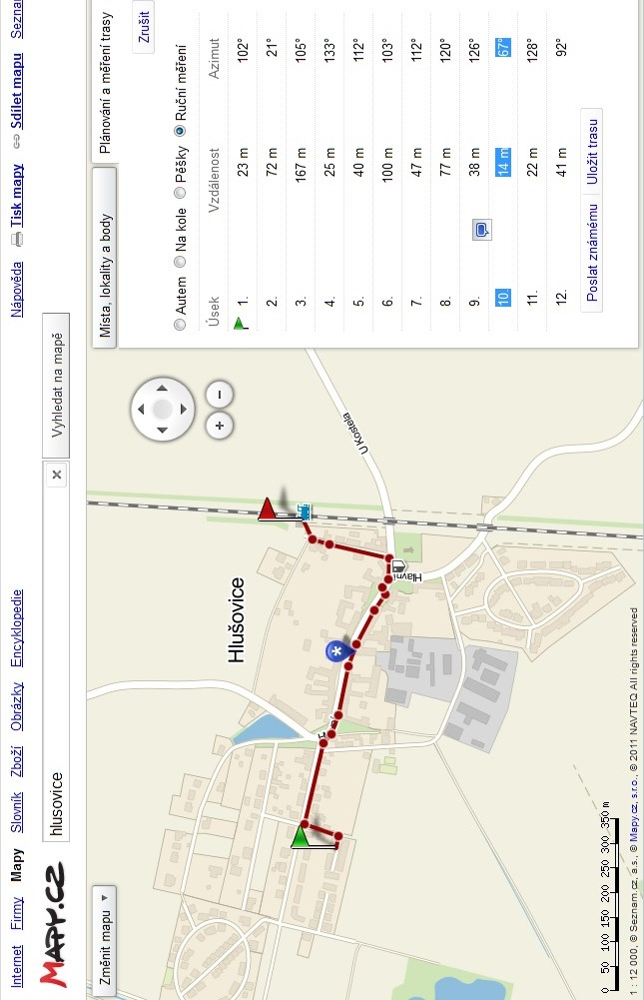 Internet Firmy Mapy Slovník Zboží Obrázky Encyklopedie
Nápověda Tisk mapy Sdílet mapu
MAPY.CZ
hlusovice
Vyhledat na mapě
Změnit mapu
Místa, lokality a body
Plánování a měření trasy
Zrušit
Autem Na kole Pěšky Ruční měření
Úsek Vzdálenost Azimut
1. 23 m 102°
2. 72 m 21°
3. 167 m 105°
4. 25 m 133°
5. 40 m 112°
6. 100 m 103°
7. 47 m 112°
8. 77 m 120°
9. 38 m 126°
10. 14 m 67°
11. 22 m 128°
12. 41 m 92°
Poslat známému Uložit trasu
Hlušovice
U Kostela
0 50 100 150 200 250 300 350 m
1 : 12 000, © Seznam.cz, a.s., © Mapy.cz, s.r.o., © 2011 NAVTEQ All rights reserved